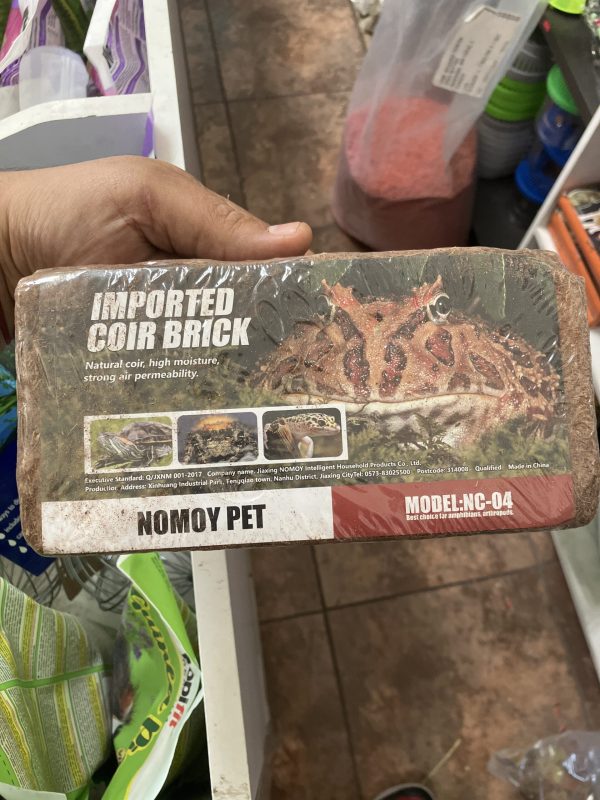 IMPORTED
COIR BRICK
Natural coir, high moisture,
strong air permeability.
Executive Standard: Q/JXNM 001-2017 Company name: Jiaxing NOMOY Intelligent Household Products Co., Ltd.
Production Address: Xinhuang Industrial Park, Fengqiao town, Nanhu District, Jiaxing CityTel: 0573-83025500 Postcode: 314008 Qualified Made in China
NOMOY PET
MODEL:NC-04
Best choice for amphibians, arthropods.